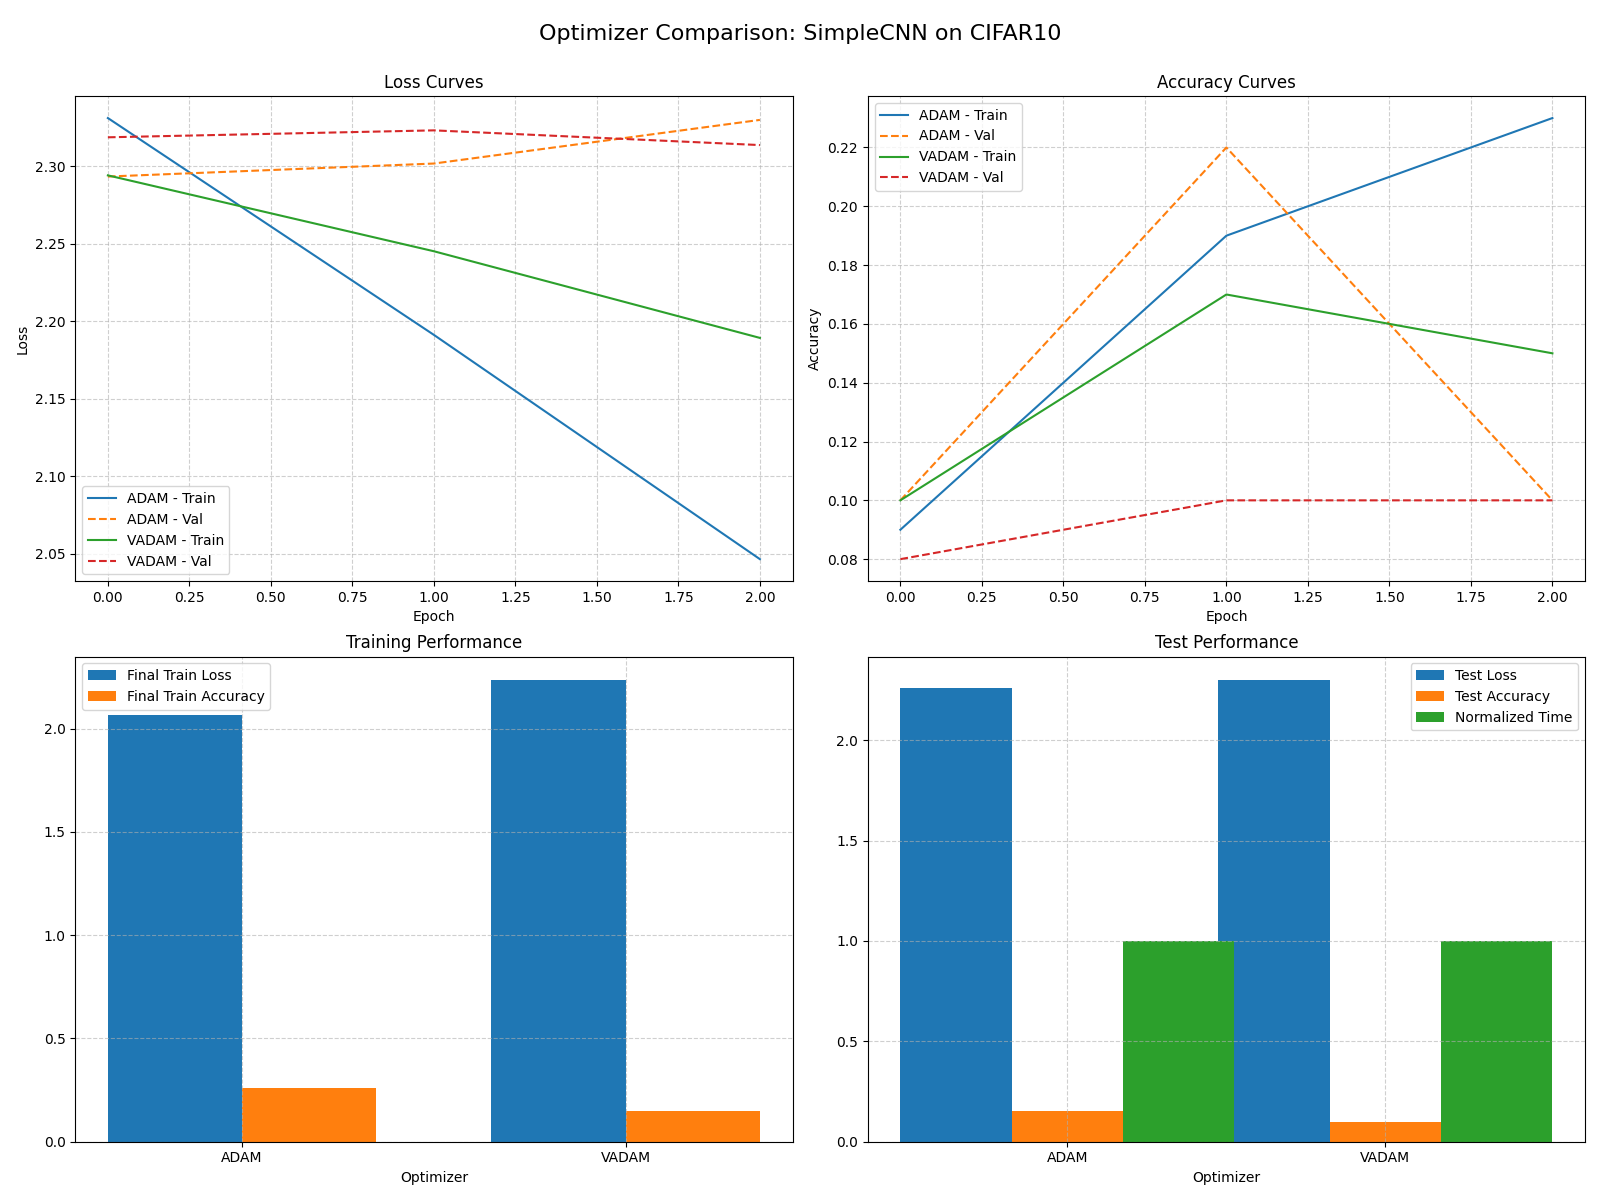 Optimizer Comparison: SimpleCNN on CIFAR10
Loss Curves
Loss
2.30
2.25
2.20
2.15
2.10
2.05
ADAM - Train
ADAM - Val
VADAM - Train
VADAM - Val
0.00 0.25 0.50 0.75 1.00 1.25 1.50 1.75 2.00
Epoch
Accuracy Curves
Accuracy
ADAM - Train
ADAM - Val
VADAM - Train
VADAM - Val
0.22
0.20
0.18
0.16
0.14
0.12
0.10
0.08
0.00 0.25 0.50 0.75 1.00 1.25 1.50 1.75 2.00
Epoch
Training Performance
Final Train Loss
Final Train Accuracy
2.0
1.5
1.0
0.5
0.0
ADAM VADAM
Optimizer
Test Performance
Test Loss
Test Accuracy
Normalized Time
2.0
1.5
1.0
0.5
0.0
ADAM VADAM
Optimizer